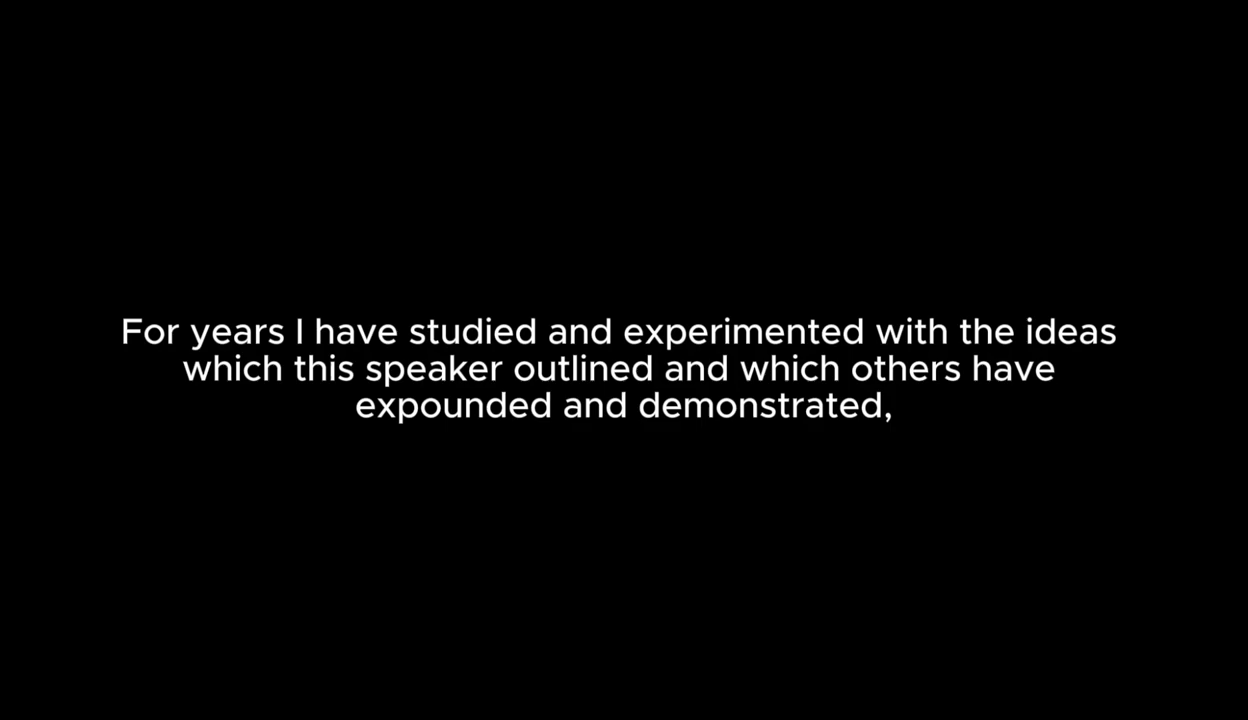 For years I have studied and experimented with the ideas
which this speaker outlined and which others have
expounded and demonstrated,